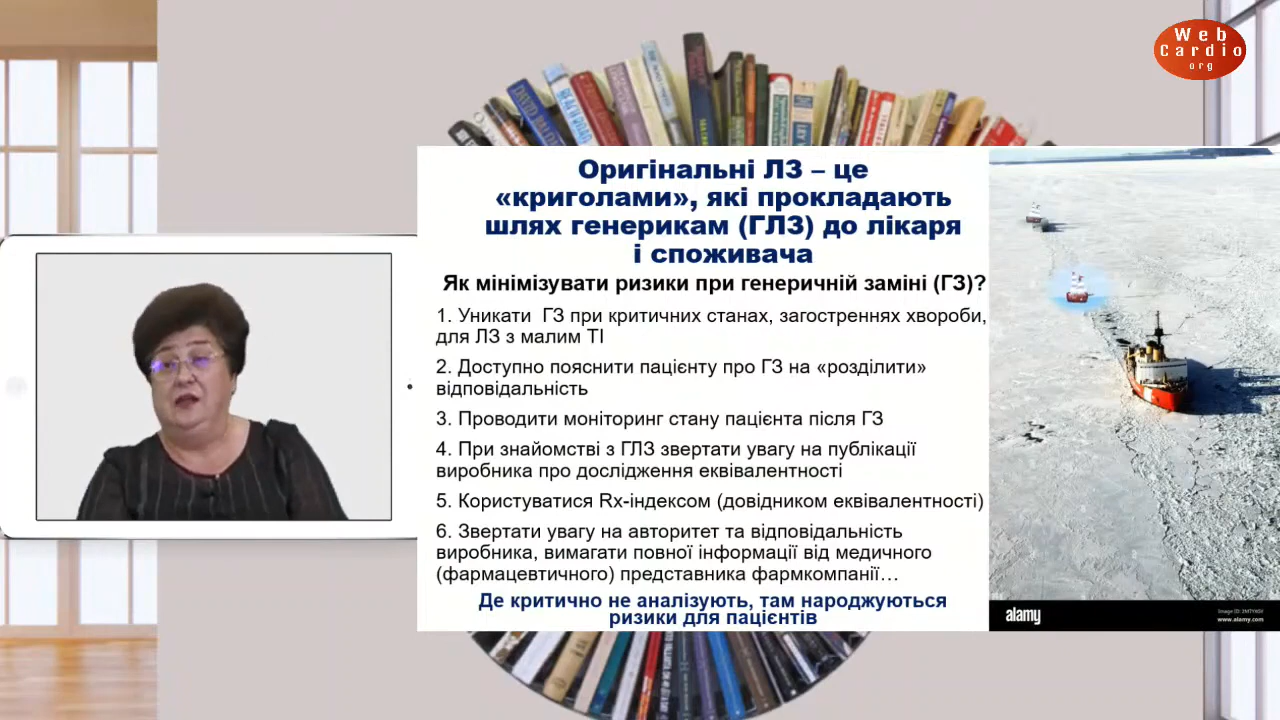 Web
Cardio
org
Оригінальні ЛЗ – це
«криголами», які прокладають
шлях генерикам (ГЛЗ) до лікаря
і споживача
Як мінімізувати ризики при генеричній заміні (ГЗ)?
1. Уникати ГЗ при критичних станах, загостреннях хвороби,
для ЛЗ з малим ТІ
2. Доступно пояснити пацієнту про ГЗ на «розділити»
відповідальність
3. Проводити моніторинг стану пацієнта після ГЗ
4. При знайомстві з ГЛЗ звертати увагу на публікації
виробника про дослідження еквівалентності
5. Користуватися Rx-індексом (довідником еквівалентності)
6. Звертати увагу на авторитет та відповідальність
виробника, вимагати повної інформації від медичного
(фармацевтичного) представника фармкомпанії…
Де критично не аналізують, там народжуються
ризики для пацієнтів
alamy
www.alamy.com